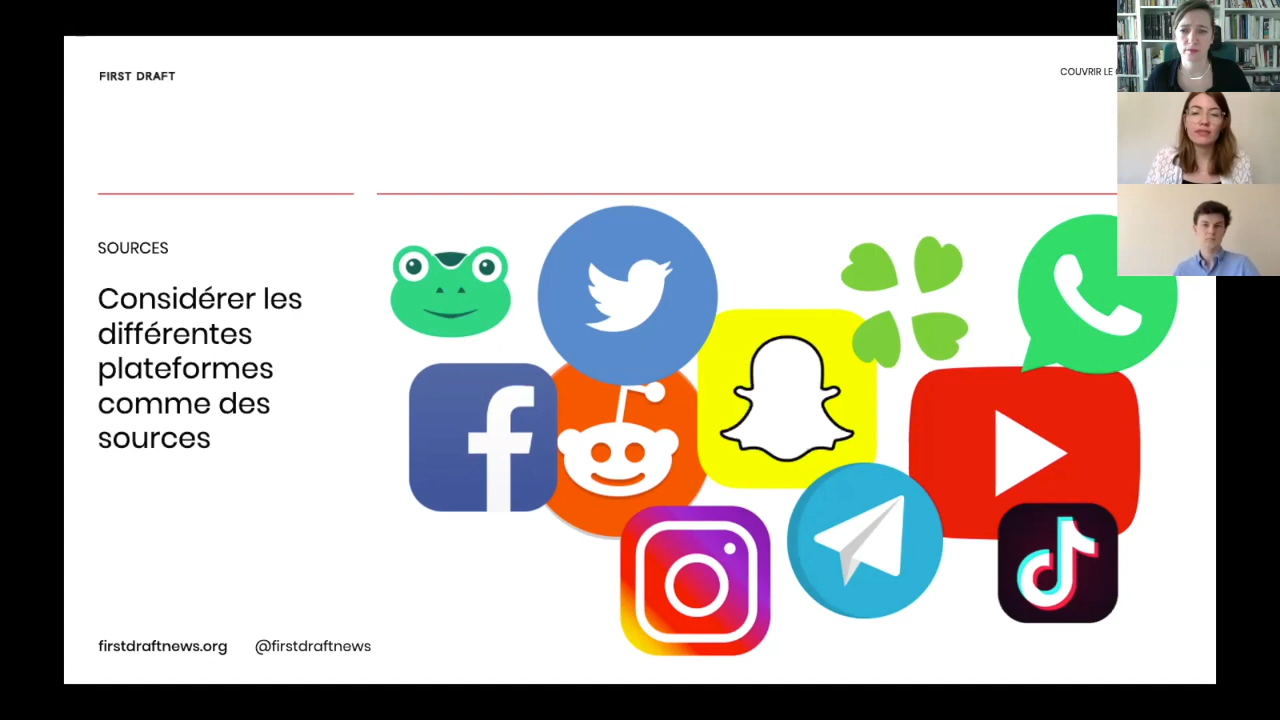 FIRST DRAFT
COUVRIR LE
SOURCES
Considérer les
différentes
plateformes
comme des
sources
firstdraftnews.org @firstdraftnews